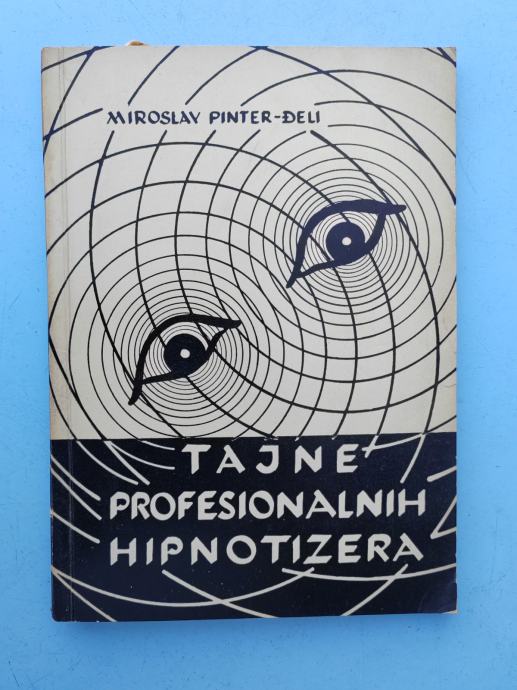 MIROSLAV PINTER-ĐELI
TAJNE
PROFESIONALNIH
HIPNOTIZERA